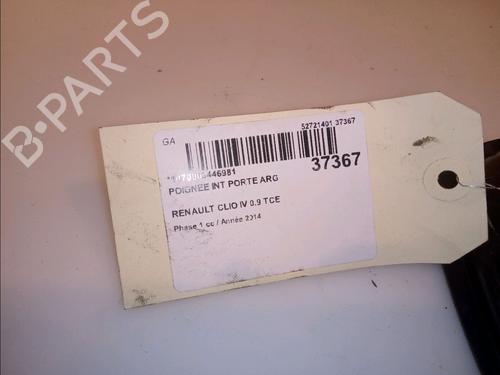 B-PARTS
GA
52721401 37367
37367
POIGNEE INT PORTE ARG
RENAULT CLIO IV 0.9 TCE
Phase 1 cc / Année 2014